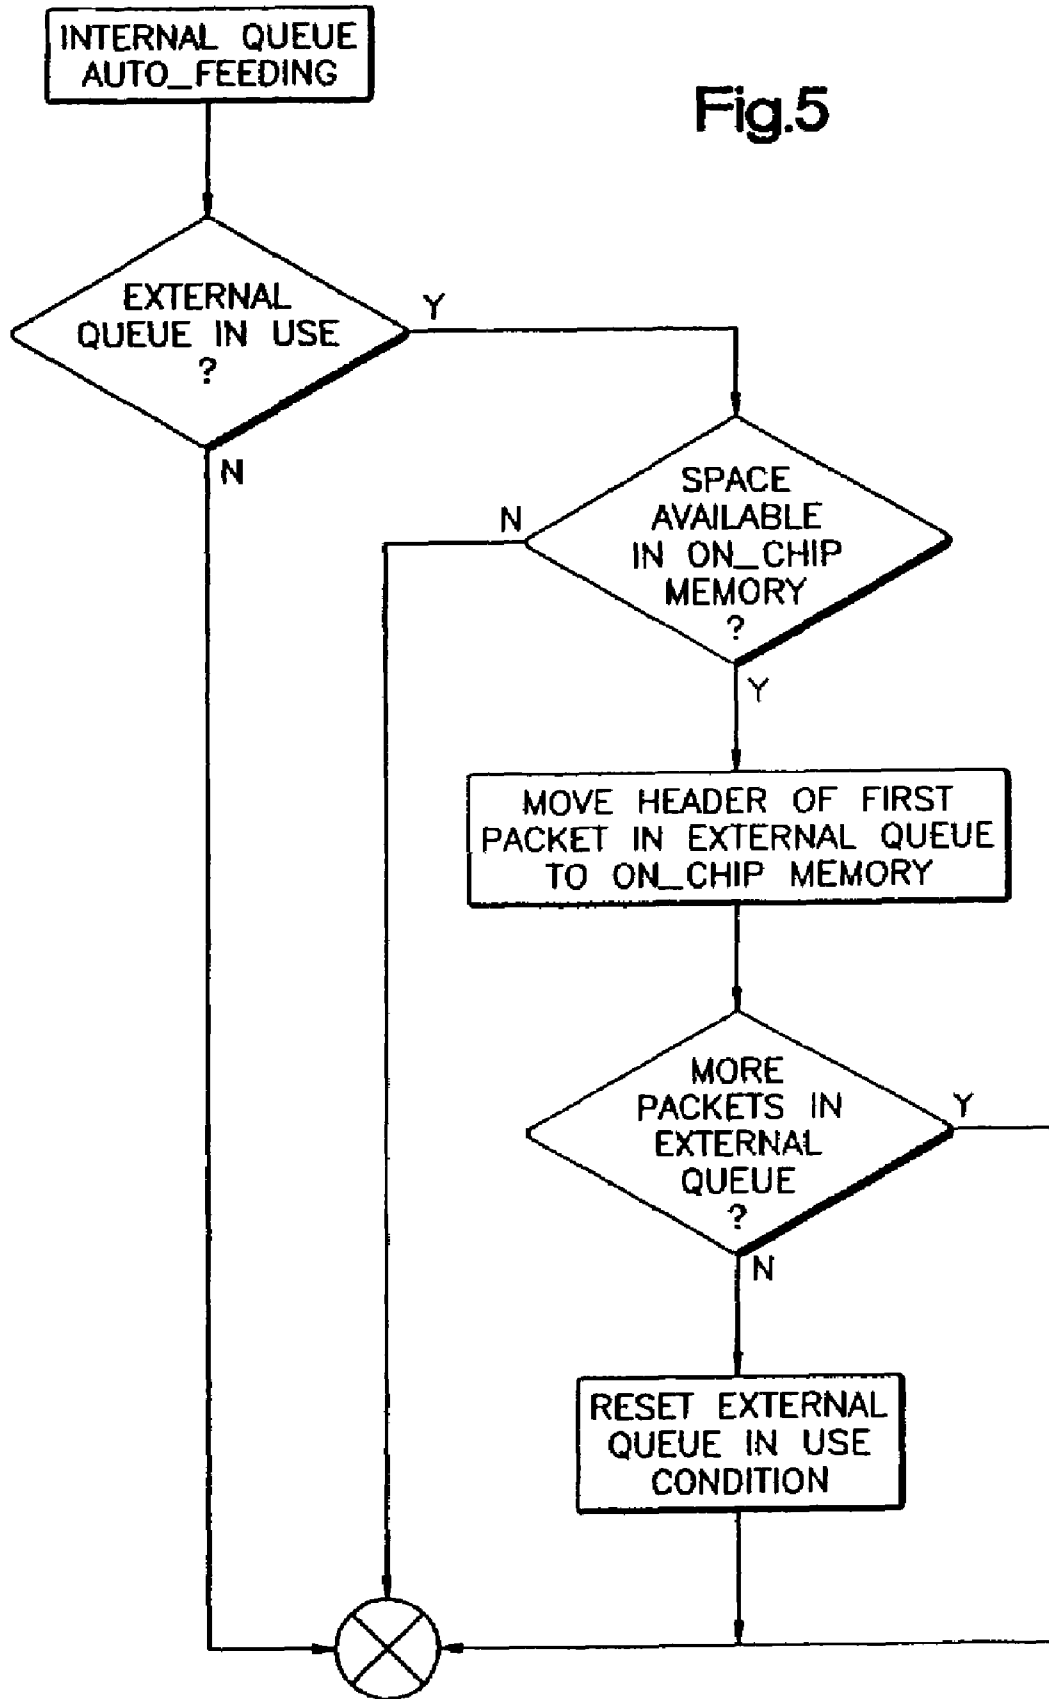 INTERNAL QUEUE
AUTO_FEEDING
Fig.5
EXTERNAL
QUEUE IN USE
?
Y
N
SPACE
AVAILABLE
IN ON_CHIP
MEMORY
?
N
Y
MOVE HEADER OF FIRST
PACKET IN EXTERNAL QUEUE
TO ON_CHIP MEMORY
MORE
PACKETS IN
EXTERNAL
QUEUE
?
Y
N
RESET EXTERNAL
QUEUE IN USE
CONDITION